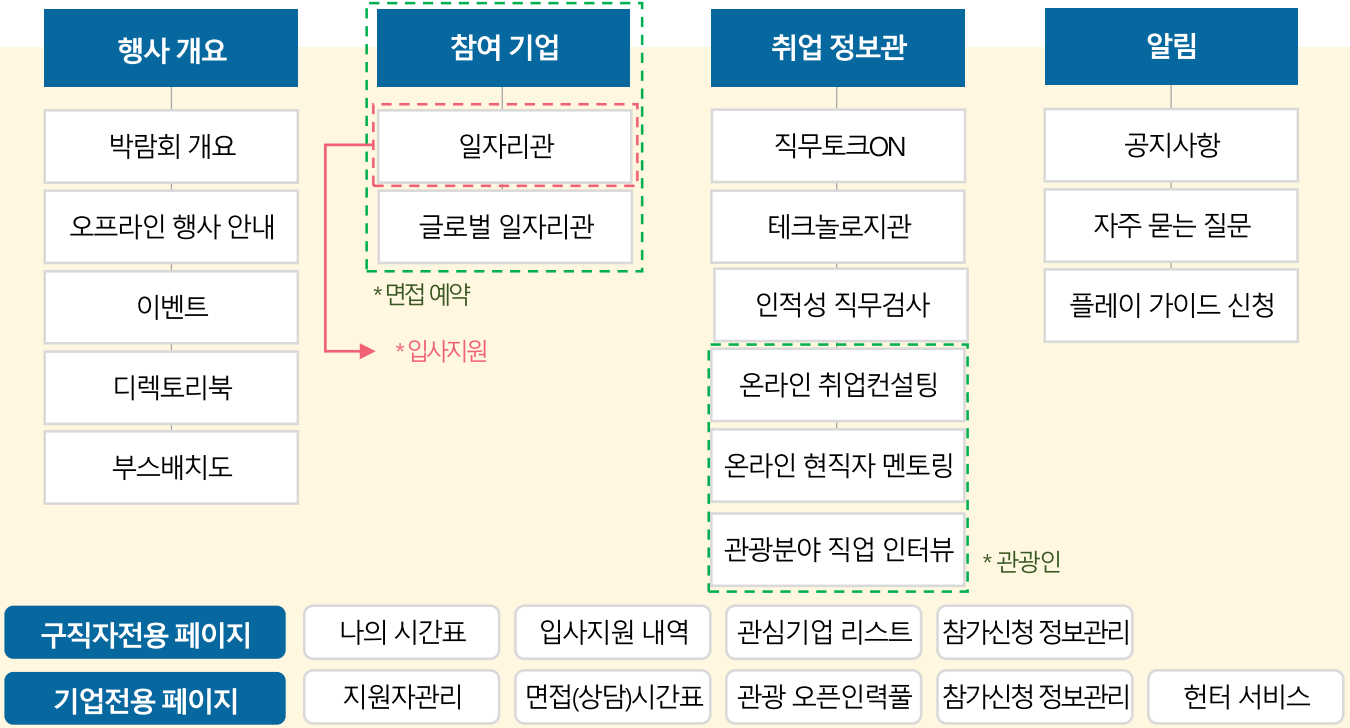 행사 개요
박람회 개요
오프라인 행사 안내
이벤트
디렉토리북
부스배치도
참여 기업
일자리관
글로벌 일자리관
* 면접 예약
* 입사지원
취업 정보관
직무토크ON
테크놀로지관
인적성 직무검사
온라인 취업컨설팅
온라인 현직자 멘토링
관광분야 직업 인터뷰
* 관광인
알림
공지사항
자주 묻는 질문
플레이 가이드 신청
구직자전용 페이지
나의 시간표
입사지원 내역
관심기업 리스트
참가신청 정보관리
기업전용 페이지
지원자관리
면접(상담)시간표
관광 오픈인력풀
참가신청 정보관리
헌터 서비스